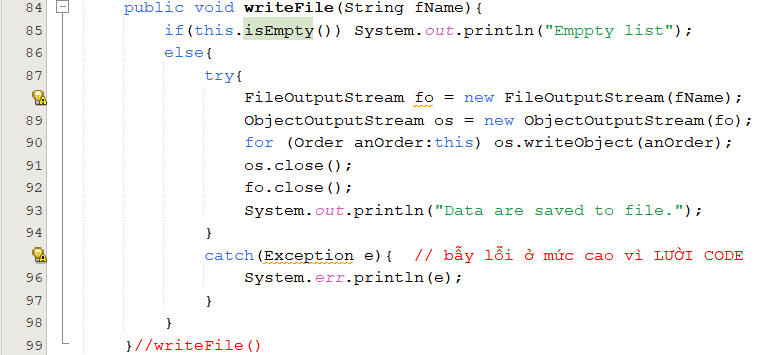 84 public void writeFile(String fName){
85 if(this.isEmpty()) System.out.println("Emppty list");
86 else{
87 try{
FileOutputStream fo = new FileOutputStream(fName);
89 ObjectOutputStream os = new ObjectOutputStream(fo);
90 for (Order anOrder:this) os.writeObject(anOrder);
91 os.close();
92 fo.close();
93 System.out.println("Data are saved to file.");
94 }
catch(Exception e){ // bẫy lỗi ở mức cao vì LƯỜI CODE
96 System.err.println(e);
97 }
98 }
99 }//writeFile()